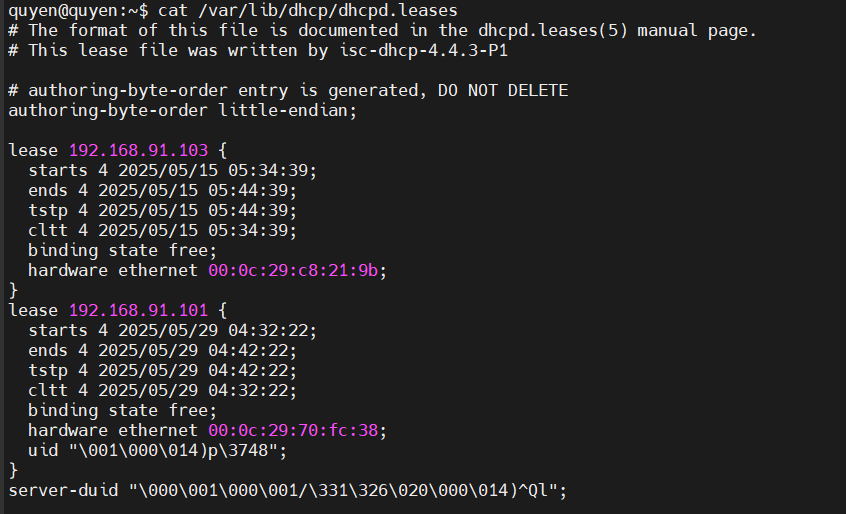 quyen@quyen:~$ cat /var/lib/dhcp/dhcpd.leases
# The format of this file is documented in the dhcpd.leases(5) manual page.
# This lease file was written by isc-dhcp-4.4.3-P1
# authoring-byte-order entry is generated, DO NOT DELETE
authoring-byte-order little-endian;
lease 192.168.91.103 {
starts 4 2025/05/15 05:34:39;
ends 4 2025/05/15 05:44:39;
tstp 4 2025/05/15 05:44:39;
cltt 4 2025/05/15 05:34:39;
binding state free;
hardware ethernet 00:0c:29:c8:21:9b;
}
lease 192.168.91.101 {
starts 4 2025/05/29 04:32:22;
ends 4 2025/05/29 04:42:22;
tstp 4 2025/05/29 04:42:22;
cltt 4 2025/05/29 04:32:22;
binding state free;
hardware ethernet 00:0c:29:70:fc:38;
uid "\001\000\014)p\3748";
}
server-duid "\000\001\000\001/\331\326\020\000\014)^Ql";